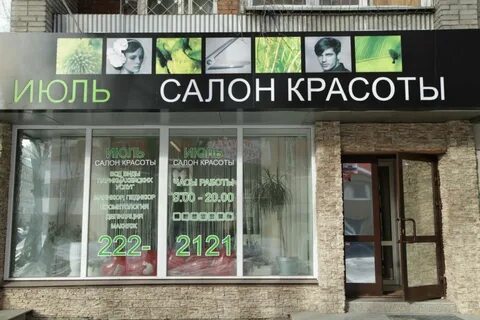 ИЮЛЬ САЛОН КРАСОТЫ
ИЮЛЬ
САЛОН КРАСОТЫ
ВСЕ ВИДЫ
ПАРИКМАХЕРСКИХ
УСЛУГ
МАНИКЮР, ПЕДИКЮР
КОСМЕТОЛОГИЯ
ДЕПИЛЯЦИЯ
МАКИЯЖ
222-
ИЮЛЬ
САЛОН КРАСОТЫ
ЧАСЫ РАБОТЫ
9:00 - 20:00
2121